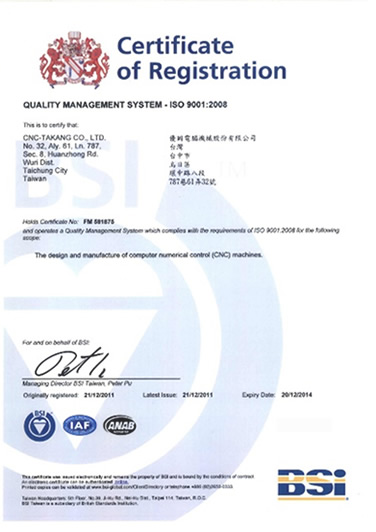 Certificate
of Registration
QUALITY MANAGEMENT SYSTEM - ISO 9001:2008
This is to certify that:
CNC-TAKANG CO., LTD.
No. 32, Aly. 61, Ln. 787,
Sec. 8, Huanzhong Rd.
Wuri Dist.
Taichung City
Taiwan
電腦機械股份有限公司
台灣
台中市
烏日區
環中路八段
787巷61弄32號
Holds Certificate No: FM 581675
and operates a Quality Management System which complies with the requirements of ISO 9001:2008 for the following
scope:
The design and manufacture of computer numerical control (CNC) machines.
For and on behalf of BSI:
Managing Director BSI Taiwan, Peter Pu
Originally registered: 21/12/2011 Latest Issue: 21/12/2011 Expiry Date: 20/12/2014
BSI IAF ANAB
This certificate was issued electronically and remains the property of BSI and is bound by the conditions of contract.
An electronic certificate can be authenticated online.
Printed copies can be validated at www.bsi-global.com/ClientDirectory or telephone
Taiwan Headquarters: 5th Floor, No. 39, Ji-Hu Rd., Nei-Hu Dist., Taipei 114, Taiwan, R.O.C.
BSI Taiwan is a subsidiary of British Standards Institution.
BSi